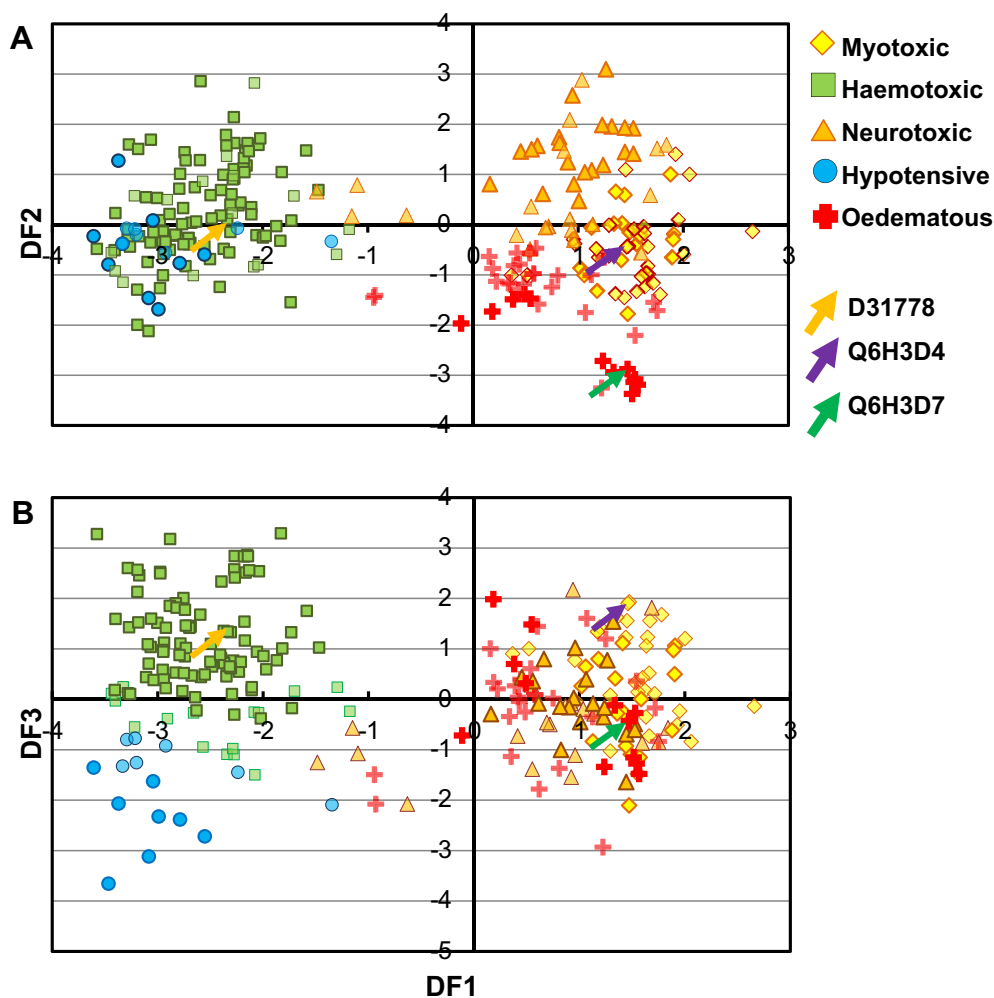 A
4
3
2
1
0
-4
-3
-2
-1
0
1
2
3
-1
-2
-3
-4
DF2
Myotoxic
Haemotoxic
Neurotoxic
Hypotensive
Oedematous
D31778
Q6H3D4
Q6H3D7
B
4
3
2
1
0
-4
-3
-2
-1
0
1
2
3
-1
-2
-3
-4
-5
DF3
DF1